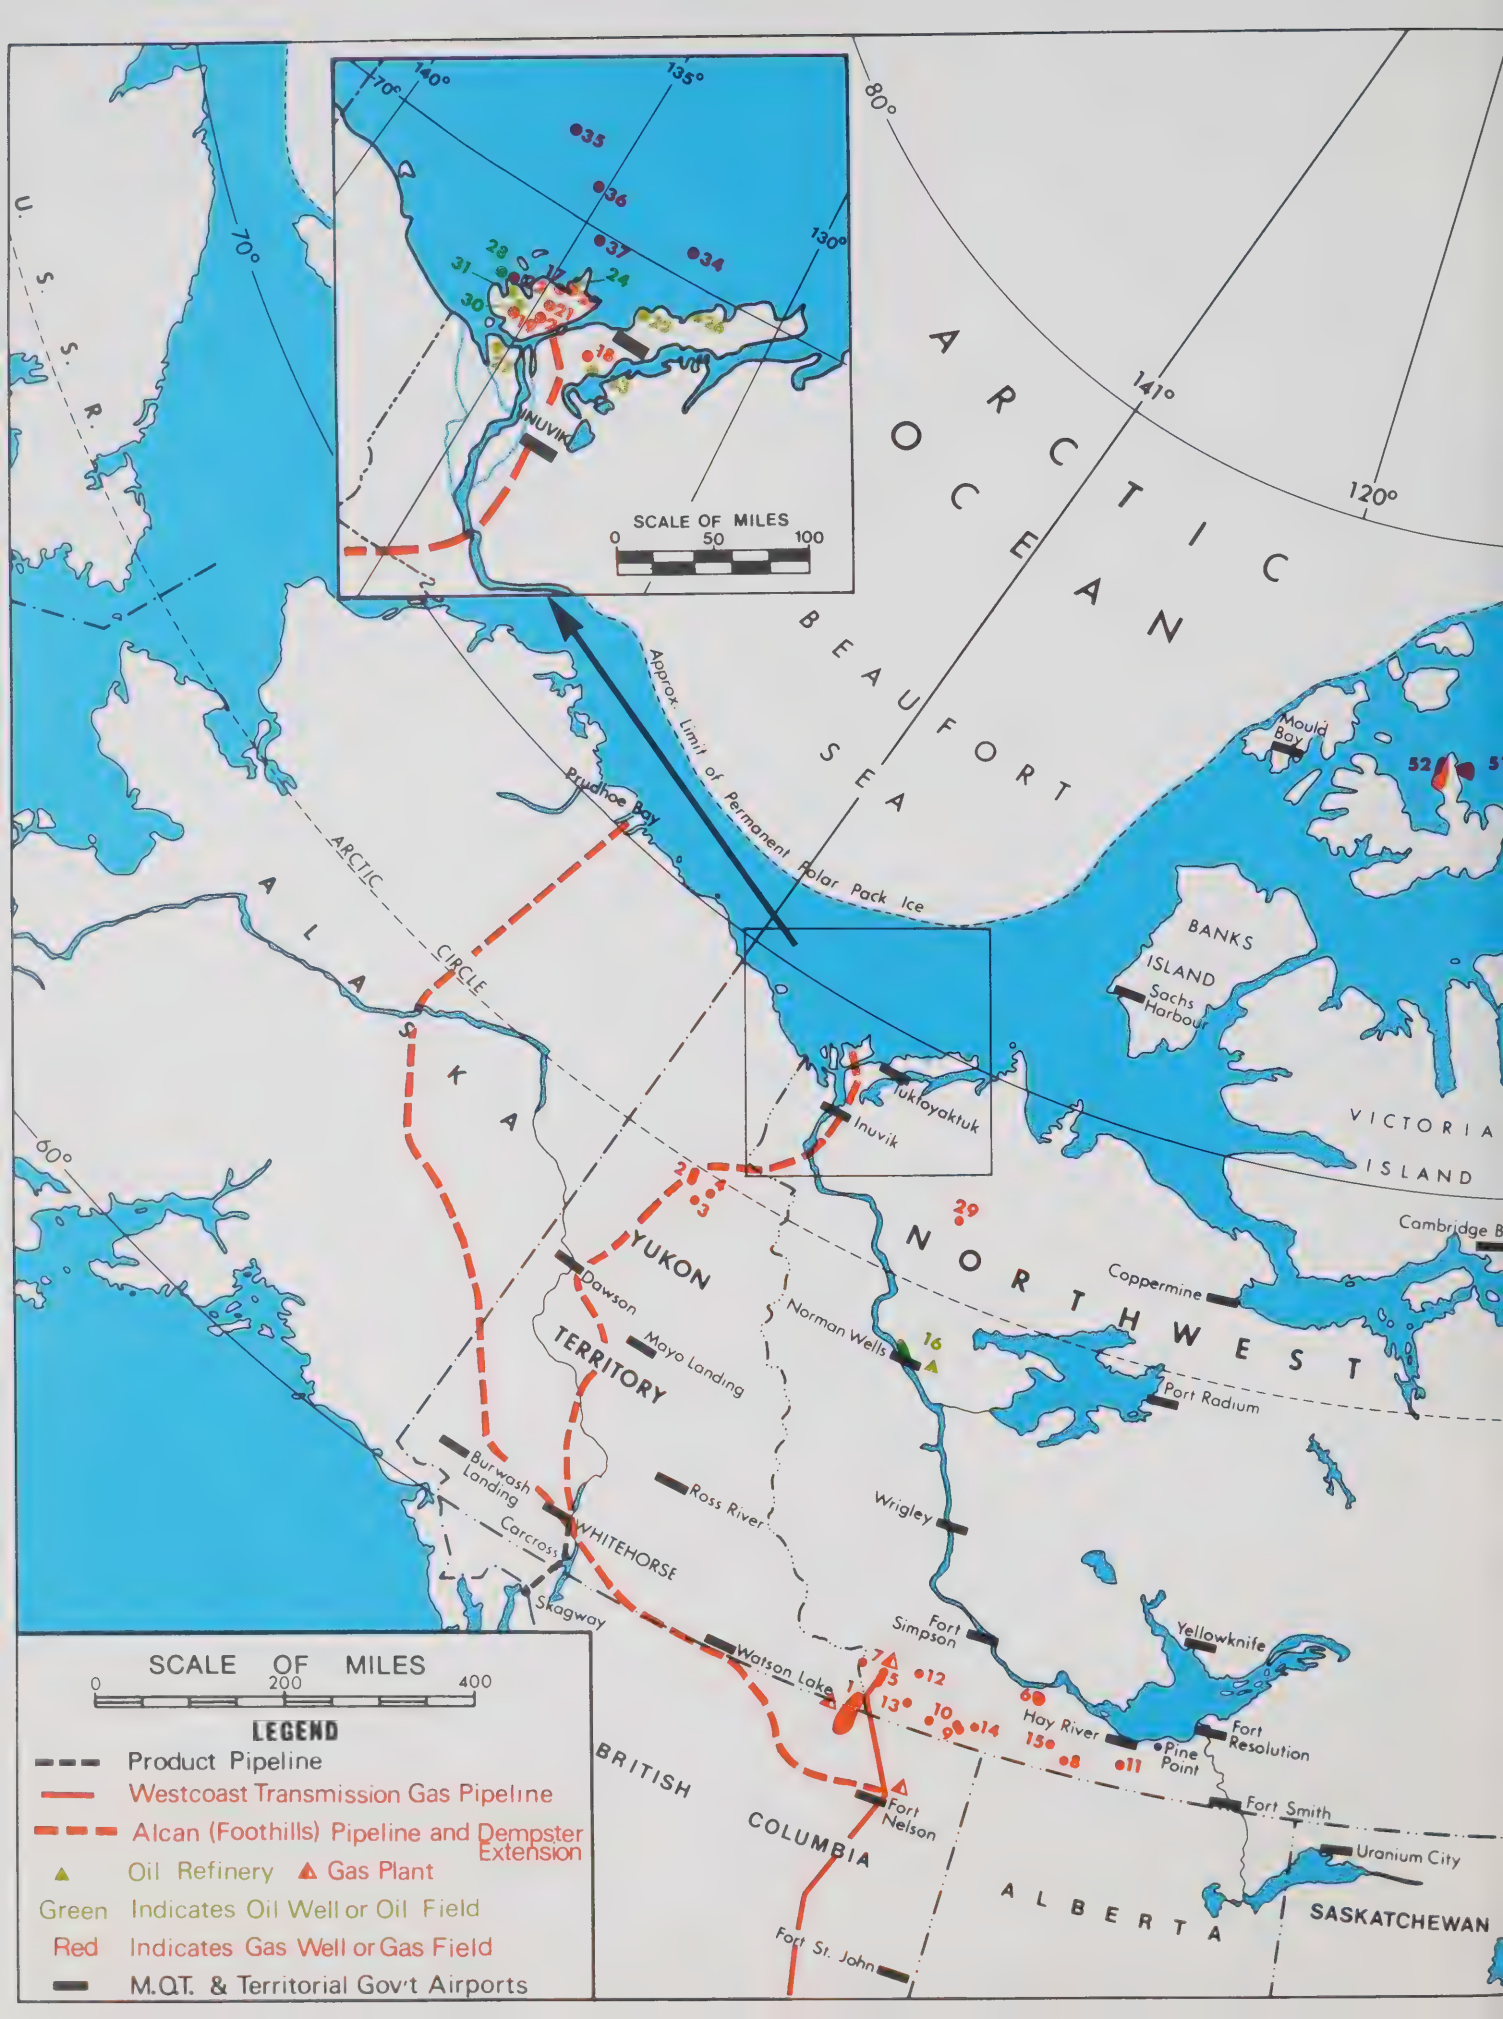 140°
135°
70°
80°
35
36
37
34
130°
28
31
17
24
30
21
18
INUVIK
SCALE OF MILES
0 50 100
U. S. S. R.
70°
ARCTIC
OCEAN
141°
120°
BEAUFORT
SEA
Approx. Limit of Permanent Polar Pack Ice
Mould
Bay
52
Prudhoe Bay
ARCTIC CIRCLE
ALASKA
BANKS
ISLAND
Sachs
Harbour
Tuktoyaktuk
Inuvik
VICTORIA
ISLAND
60°
2
3
29
Cambridge B
YUKON
TERRITORY
NORTHWEST
Coppermine
Dawson
Mayo Landing
Norman Wells
16
Port Radium
Burwash
Landing
Ross River
Wrigley
Carcross
WHITEHORSE
Skagway
Fort
Simpson
Yellowknife
Watson Lake
7
5
12
1
13
10
9
14
6
Hay River
15
8
11
Pine
Point
Fort
Resolution
Fort Smith
Fort
Nelson
Uranium City
BRITISH
COLUMBIA
ALBERTA
SASKATCHEWAN
Fort St. John
SCALE OF MILES
0 200 400
LEGEND
Product Pipeline
Westcoast Transmission Gas Pipeline
Alcan (Foothills) Pipeline and Dempster
Extension
Oil Refinery Gas Plant
Green Indicates Oil Well or Oil Field
Red Indicates Gas Well or Gas Field
M.O.T. & Territorial Gov't Airports